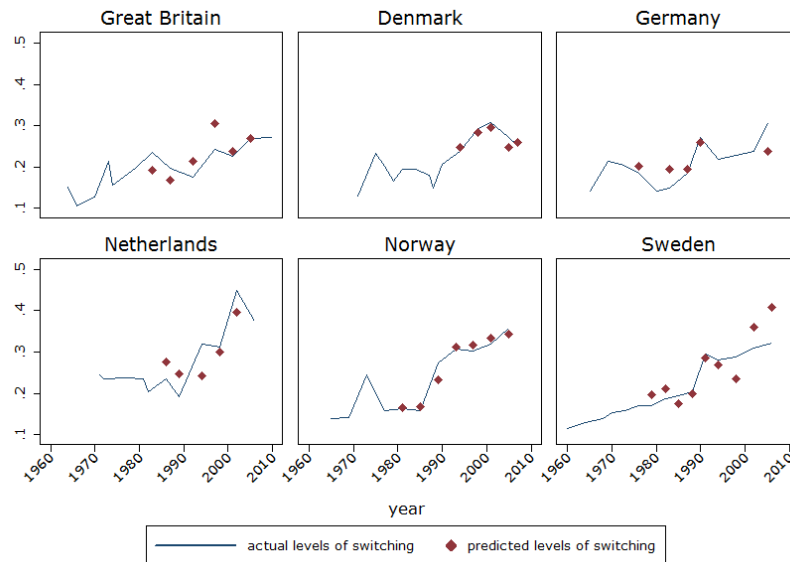 Great Britain Denmark Germany
.5
.4
.3
.2
.1
Netherlands Norway Sweden
.5
.4
.3
.2
.1
1960 1970 1980 1990 2000 2010 1960 1970 1980 1990 2000 2010 1960 1970 1980 1990 2000 2010
year
actual levels of switching predicted levels of switching